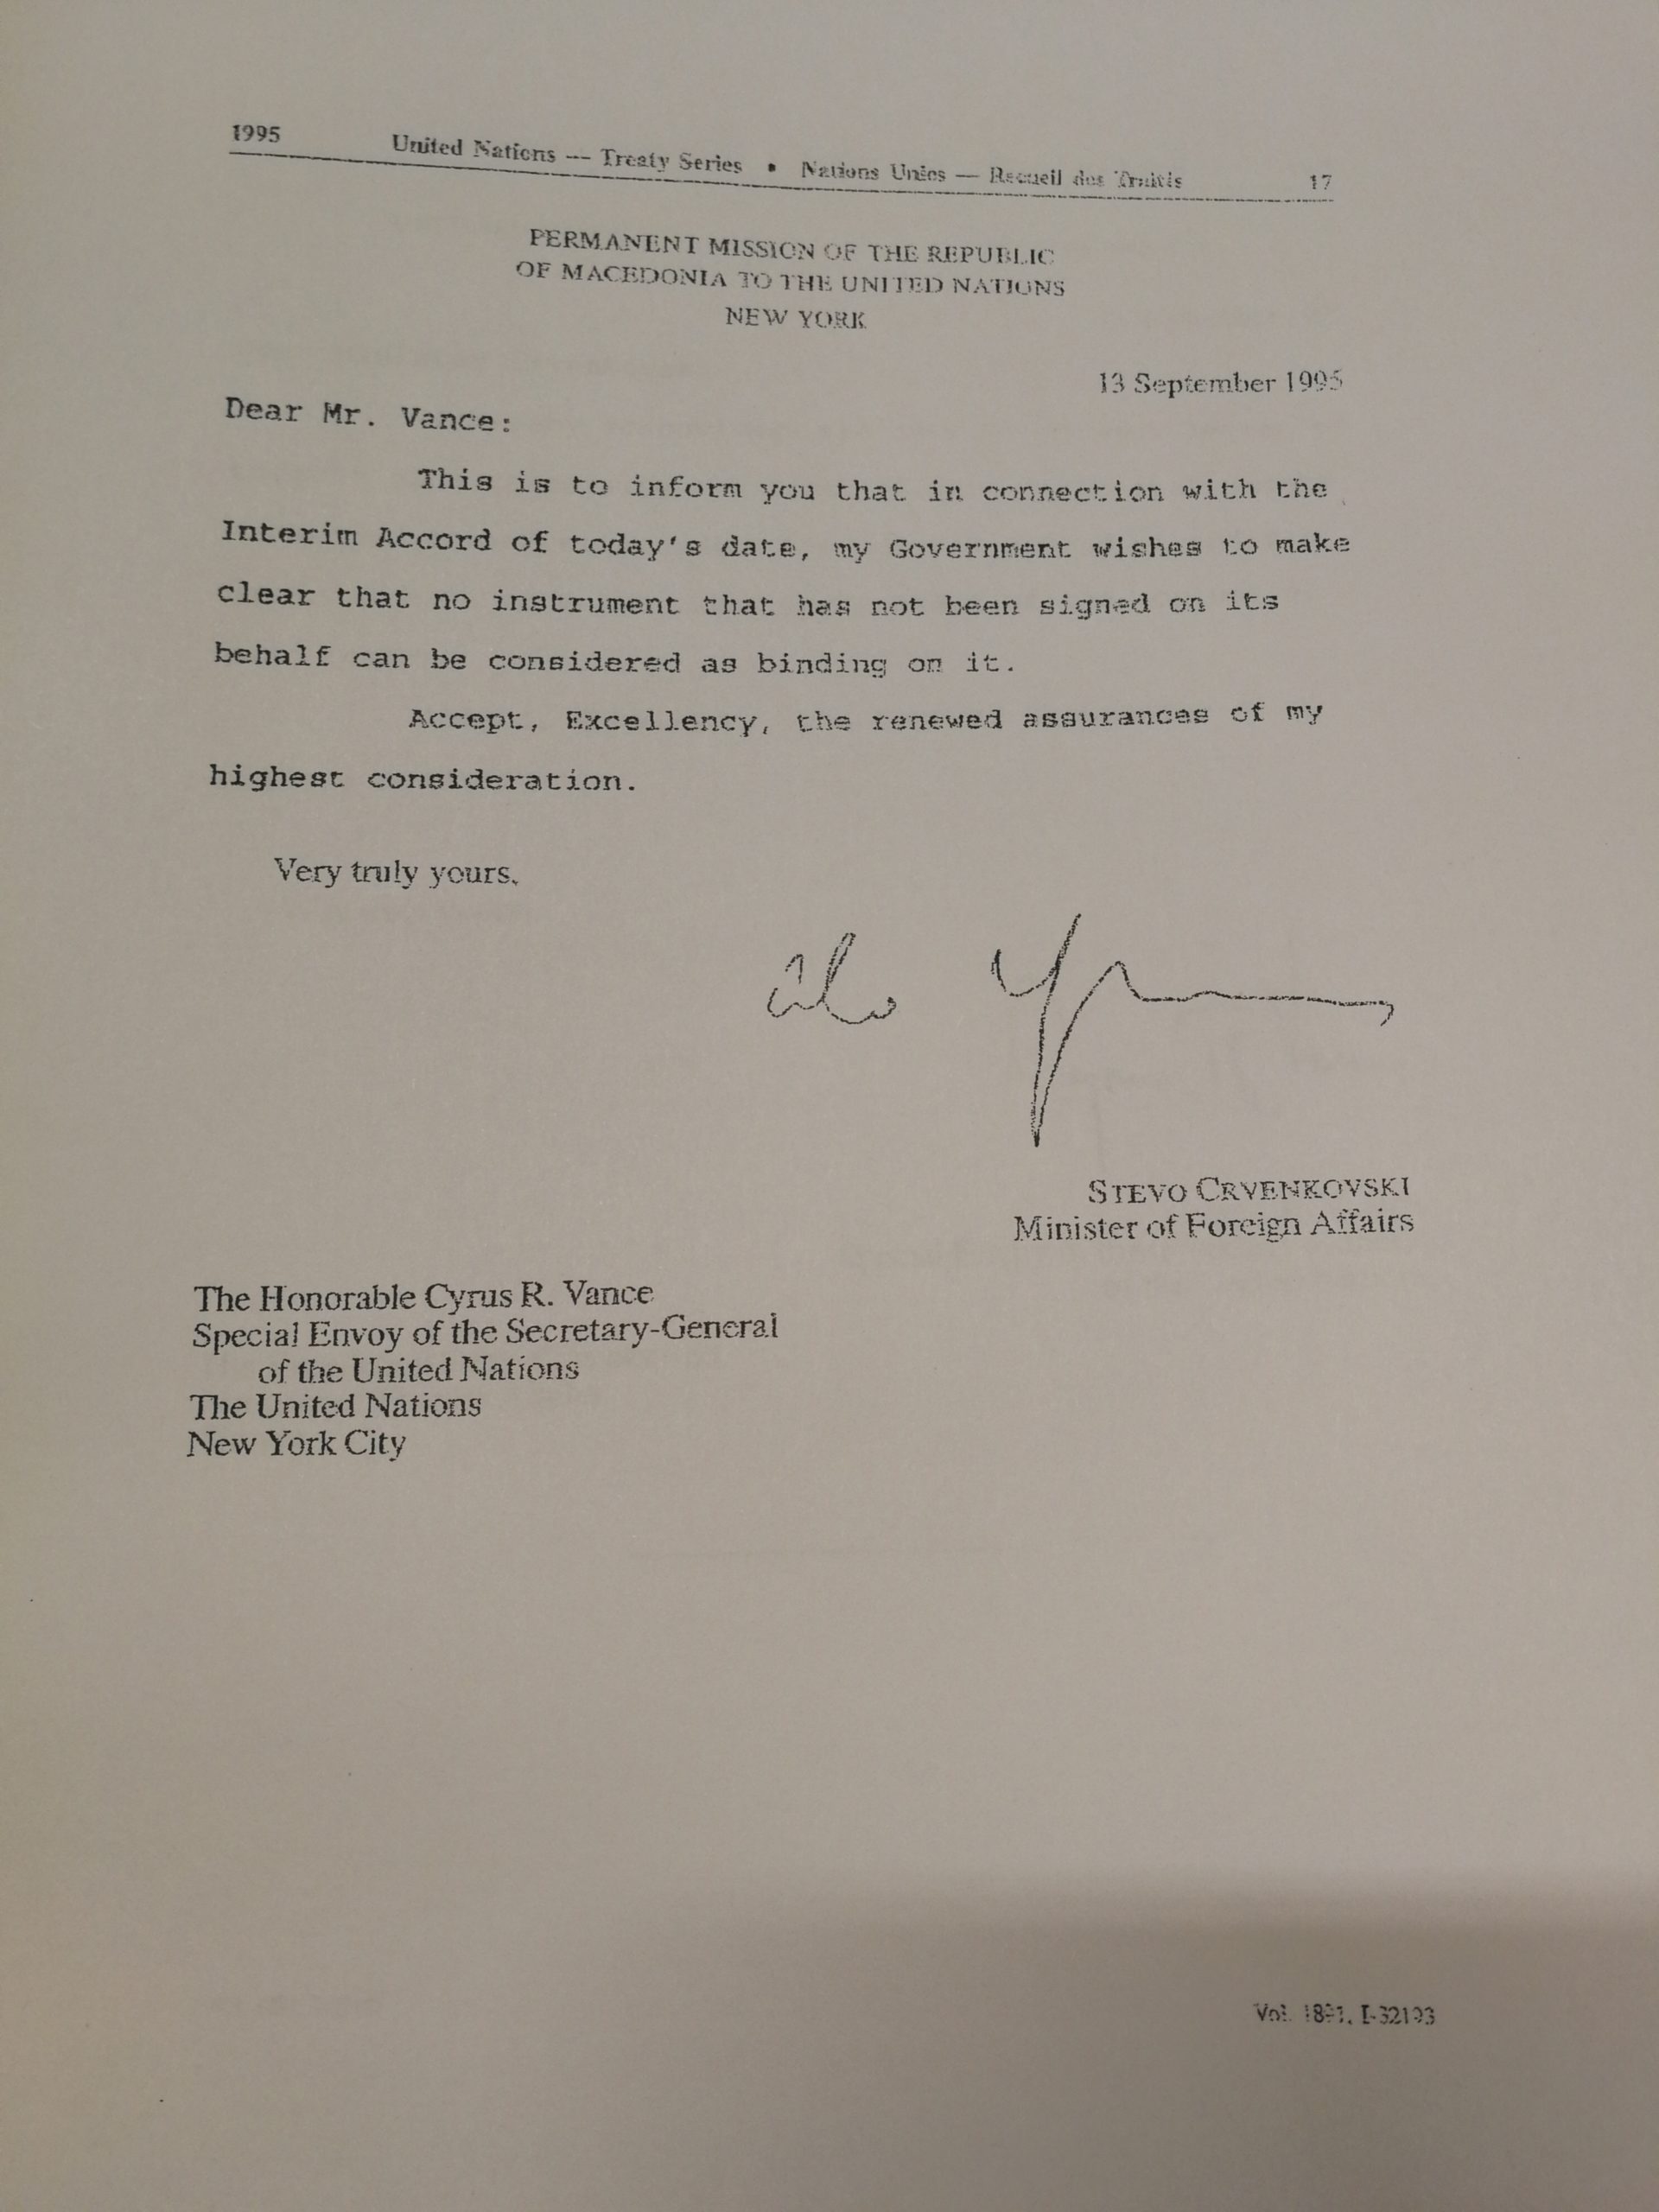 1995 United Nations — Treaty Series • Nations Unies — Recueil des Traités 17
PERMANENT MISSION OF THE REPUBLIC
OF MACEDONIA TO THE UNITED NATIONS
NEW YORK
13 September 1995
Dear Mr. Vance:
This is to inform you that in connection with the
Interim Accord of today's date, my Government wishes to make
clear that no instrument that has not been signed on its
behalf can be considered as binding on it.
Accept, Excellency, the renewed assurances of my
highest consideration.
Very truly yours,
STEVO CRVENKOVSKI
Minister of Foreign Affairs
The Honorable Cyrus R. Vance
Special Envoy of the Secretary-General
of the United Nations
The United Nations
New York City
Vol. 1891, I-32193